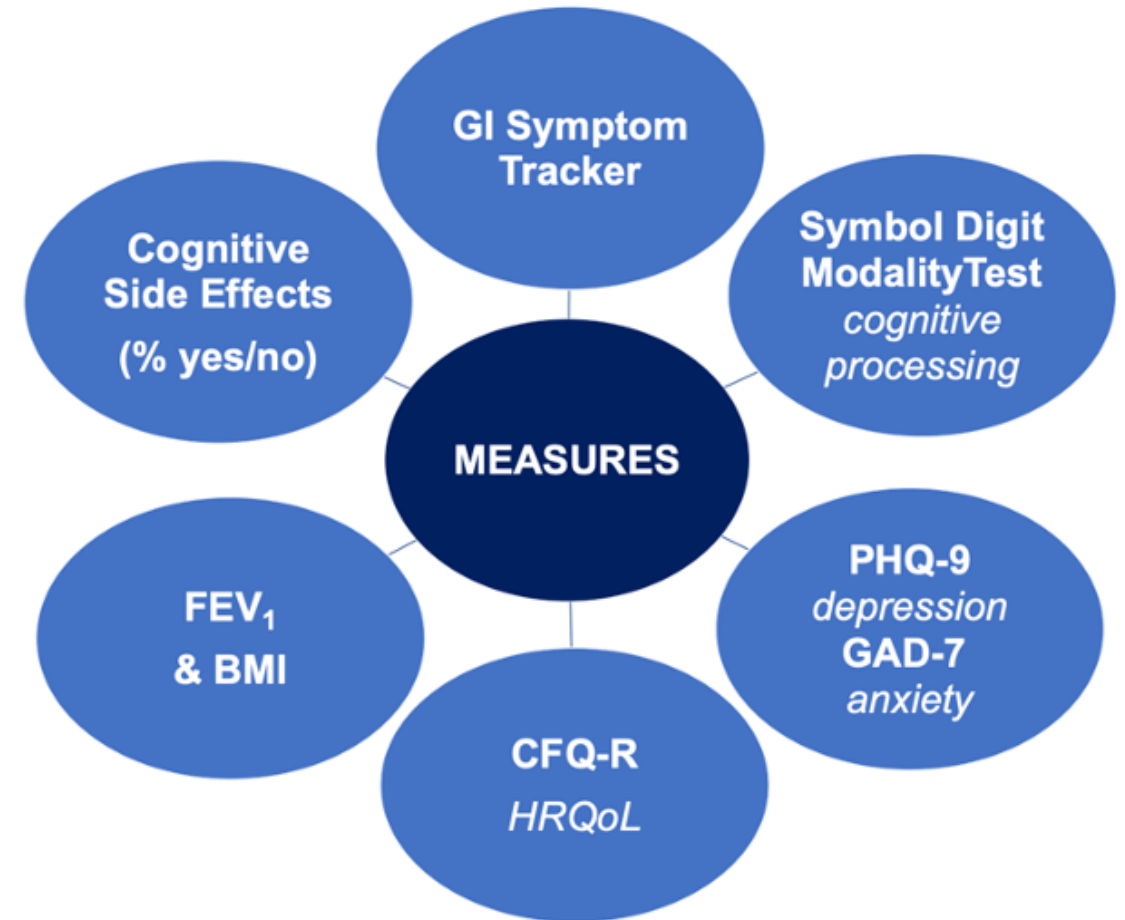 GI Symptom
Tracker
Symbol Digit
ModalityTest
cognitive
processing
PHQ-9
depression
GAD-7
anxiety
CFQ-R
HRQoL
FEV₁
& BMI
Cognitive
Side Effects
(% yes/no)
MEASURES